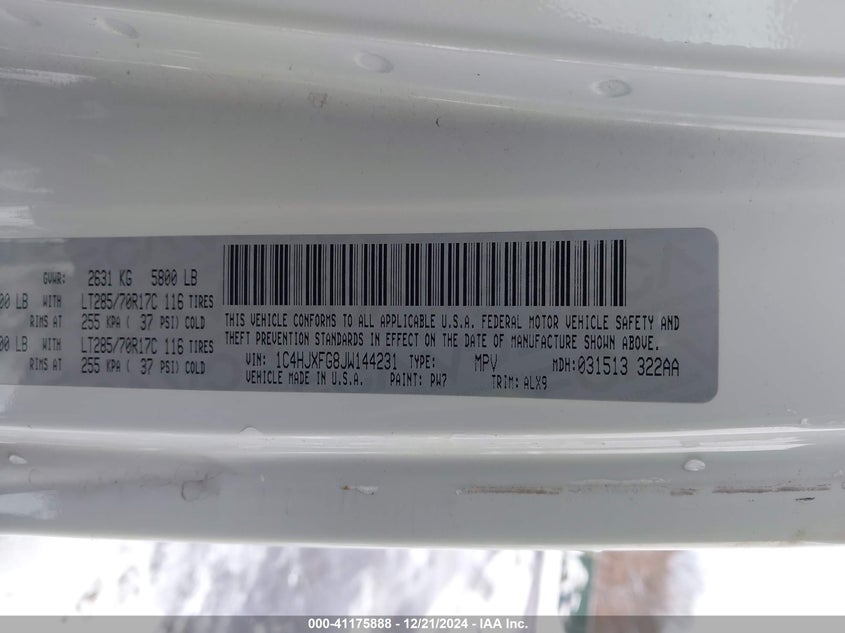 GVWR: 2631 KG 5800 LB
00 LB WITH LT285/70R17C 116 TIRES
RIMS AT 255 KPA ( 37 PSI) COLD
00 LB WITH LT285/70R17C 116 TIRES
RIMS AT 255 KPA ( 37 PSI) COLD
THIS VEHICLE CONFORMS TO ALL APPLICABLE U.S.A. FEDERAL MOTOR VEHICLE SAFETY AND
THEFT PREVENTION STANDARDS IN EFFECT ON THE DATE OF MANUFACTURE SHOWN ABOVE.
VIN: 1C4HJXFG8JW144231 TYPE: MPV MDH:031513 322AA
VEHICLE MADE IN U.S.A. PAINT: PW7 TRIM: ALX9
000-41175888 - 12/21/2024 - IAA Inc.